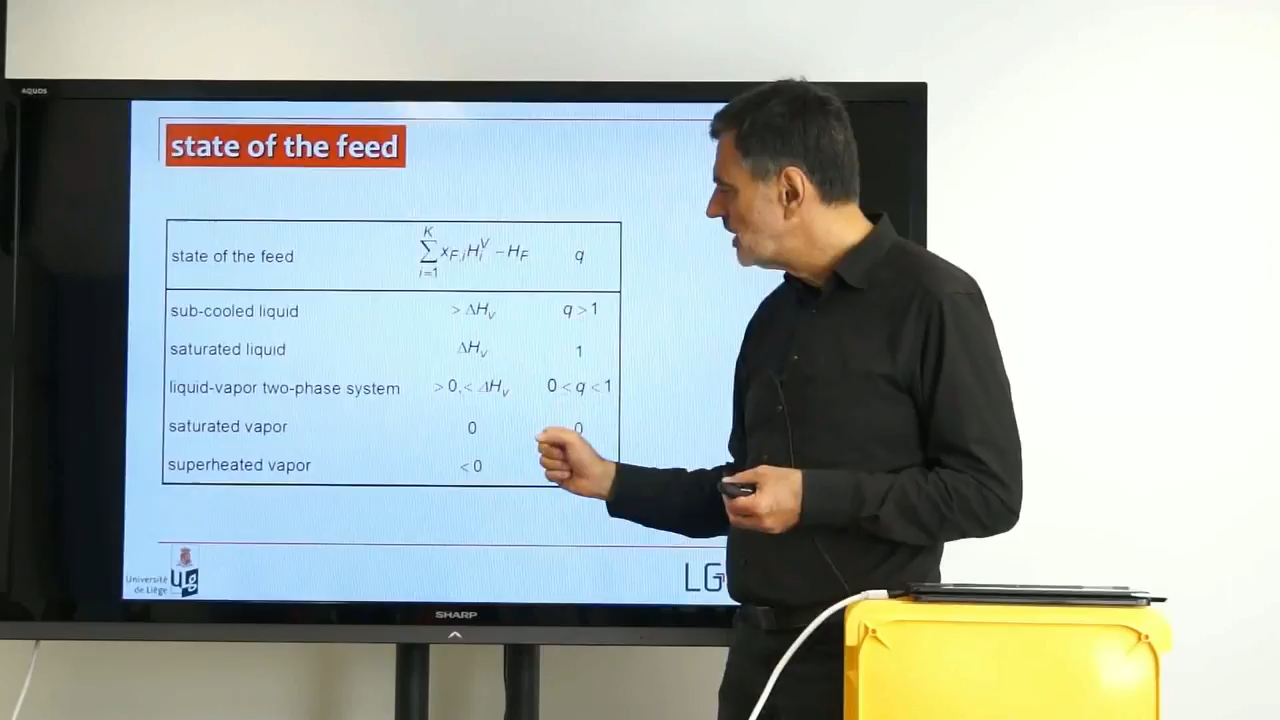 AQUOS
state of the feed
state of the feed K ∑ i=1 x_{F,i}H_i^V – H_F q
sub-cooled liquid > ΔH_v q > 1
saturated liquid ΔH_v 1
liquid-vapor two-phase system > 0,< ΔH_v 0 < q < 1
saturated vapor 0 0
superheated vapor < 0
Université
de Liège
LG
SHARP